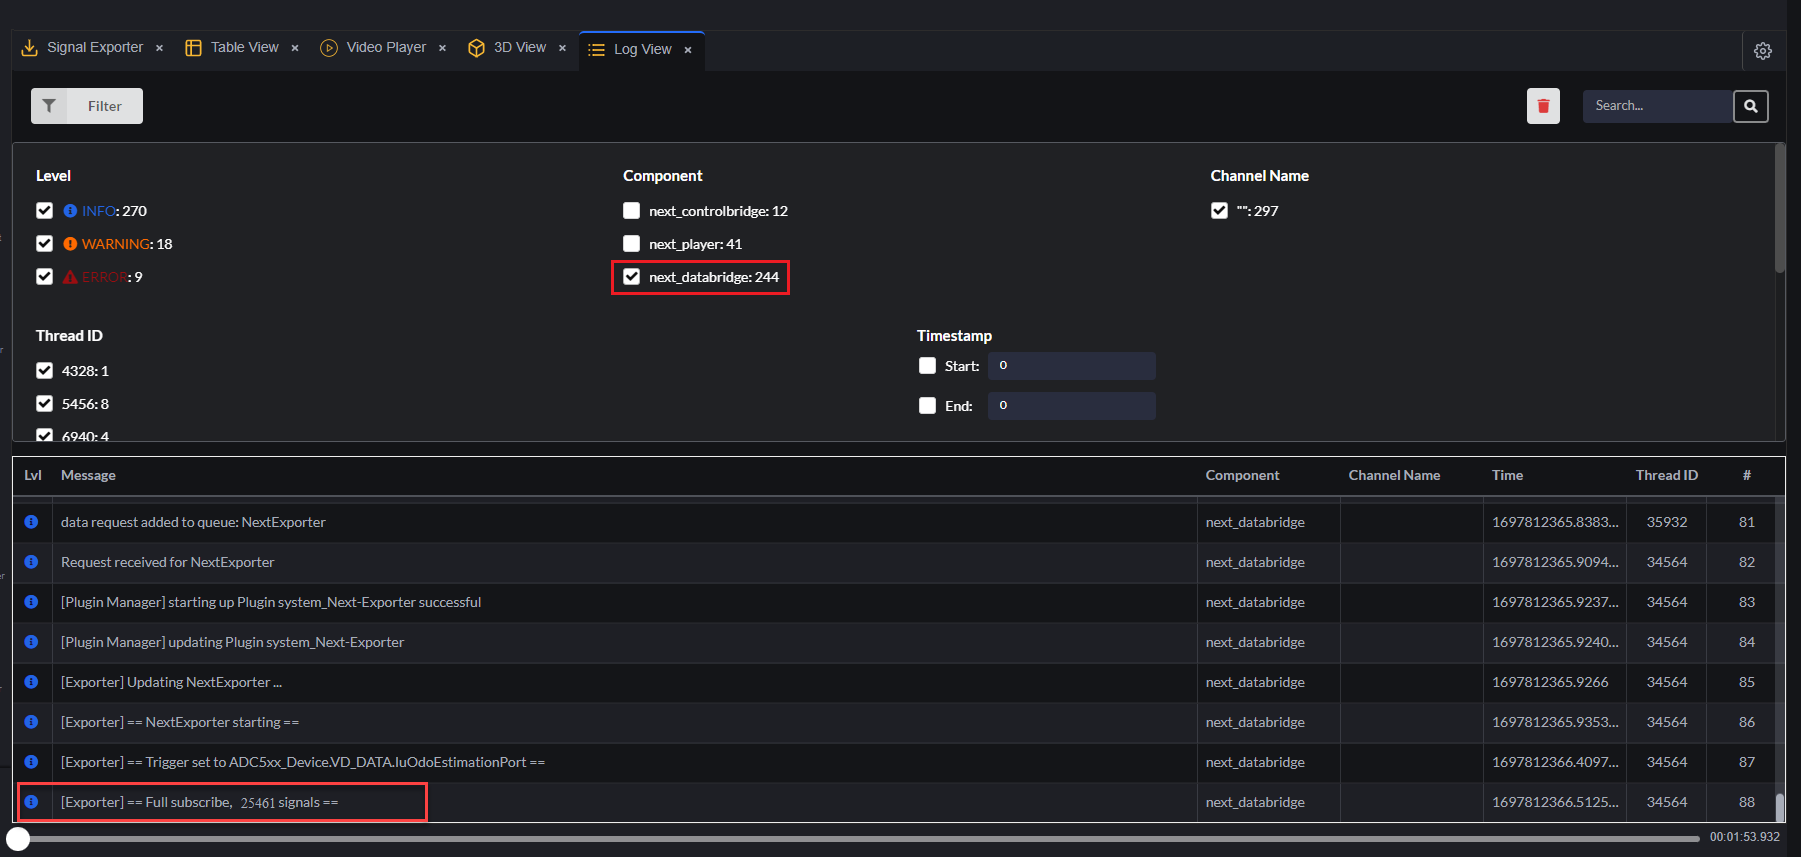 Signal Exporter × Table View × Video Player × 3D View × Log View ×
Filter
Search...
Level
INFO: 270
WARNING: 18
ERROR: 9
Component
next_controlbridge: 12
next_player: 41
next_databridge: 244
Channel Name
"": 297
Thread ID
4328: 1
5456: 8
6940: 4
Timestamp
Start: 0
End: 0
Lvl Message Component Channel Name Time Thread ID #
data request added to queue: NextExporter next_databridge 1697812365.8383... 35932 81
Request received for NextExporter next_databridge 1697812365.9094... 34564 82
[Plugin Manager] starting up Plugin system_Next-Exporter successful next_databridge 1697812365.9237... 34564 83
[Plugin Manager] updating Plugin system_Next-Exporter next_databridge 1697812365.9240... 34564 84
[Exporter] Updating NextExporter ... next_databridge 1697812365.9266 34564 85
[Exporter] == NextExporter starting == next_databridge 1697812365.9353... 34564 86
[Exporter] == Trigger set to ADC5xx_Device.VD_DATA.IuOdoEstimationPort == next_databridge 1697812366.4097... 34564 87
[Exporter] == Full subscribe, 25461 signals == next_databridge 1697812366.5125... 34564 88
00:01:53.932